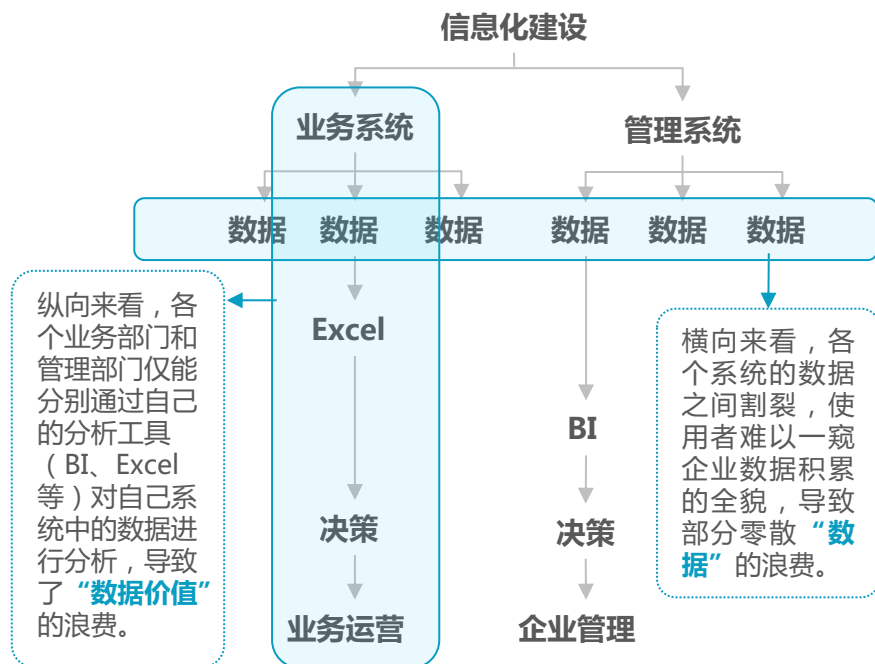 信息化建设
业务系统
管理系统
数据 数据 数据 数据 数据 数据
纵向来看，各
个业务部门和
管理部门仅能
分别通过自己
的分析工具
（BI、Excel
等）对自己系
统中的数据进
行分析，导致
了“数据价值”
的浪费。
Excel
决策
业务运营
BI
决策
企业管理
横向来看，各
个系统的数据
之间割裂，使
用者难以一窥
企业数据积累
的全貌，导致
部分零散“数
据”的浪费。